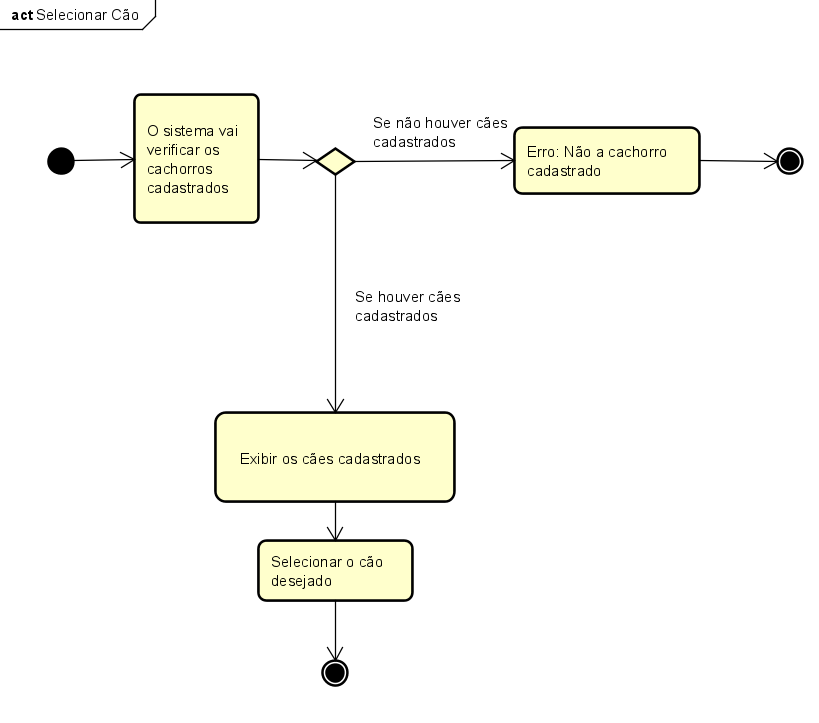 act Selecionar Cão
O sistema vai
verificar os
cachorros
cadastrados
Se não houver cães
cadastrados
Erro: Não a cachorro
cadastrado
Se houver cães
cadastrados
Exibir os cães cadastrados
Selecionar o cão
desejado